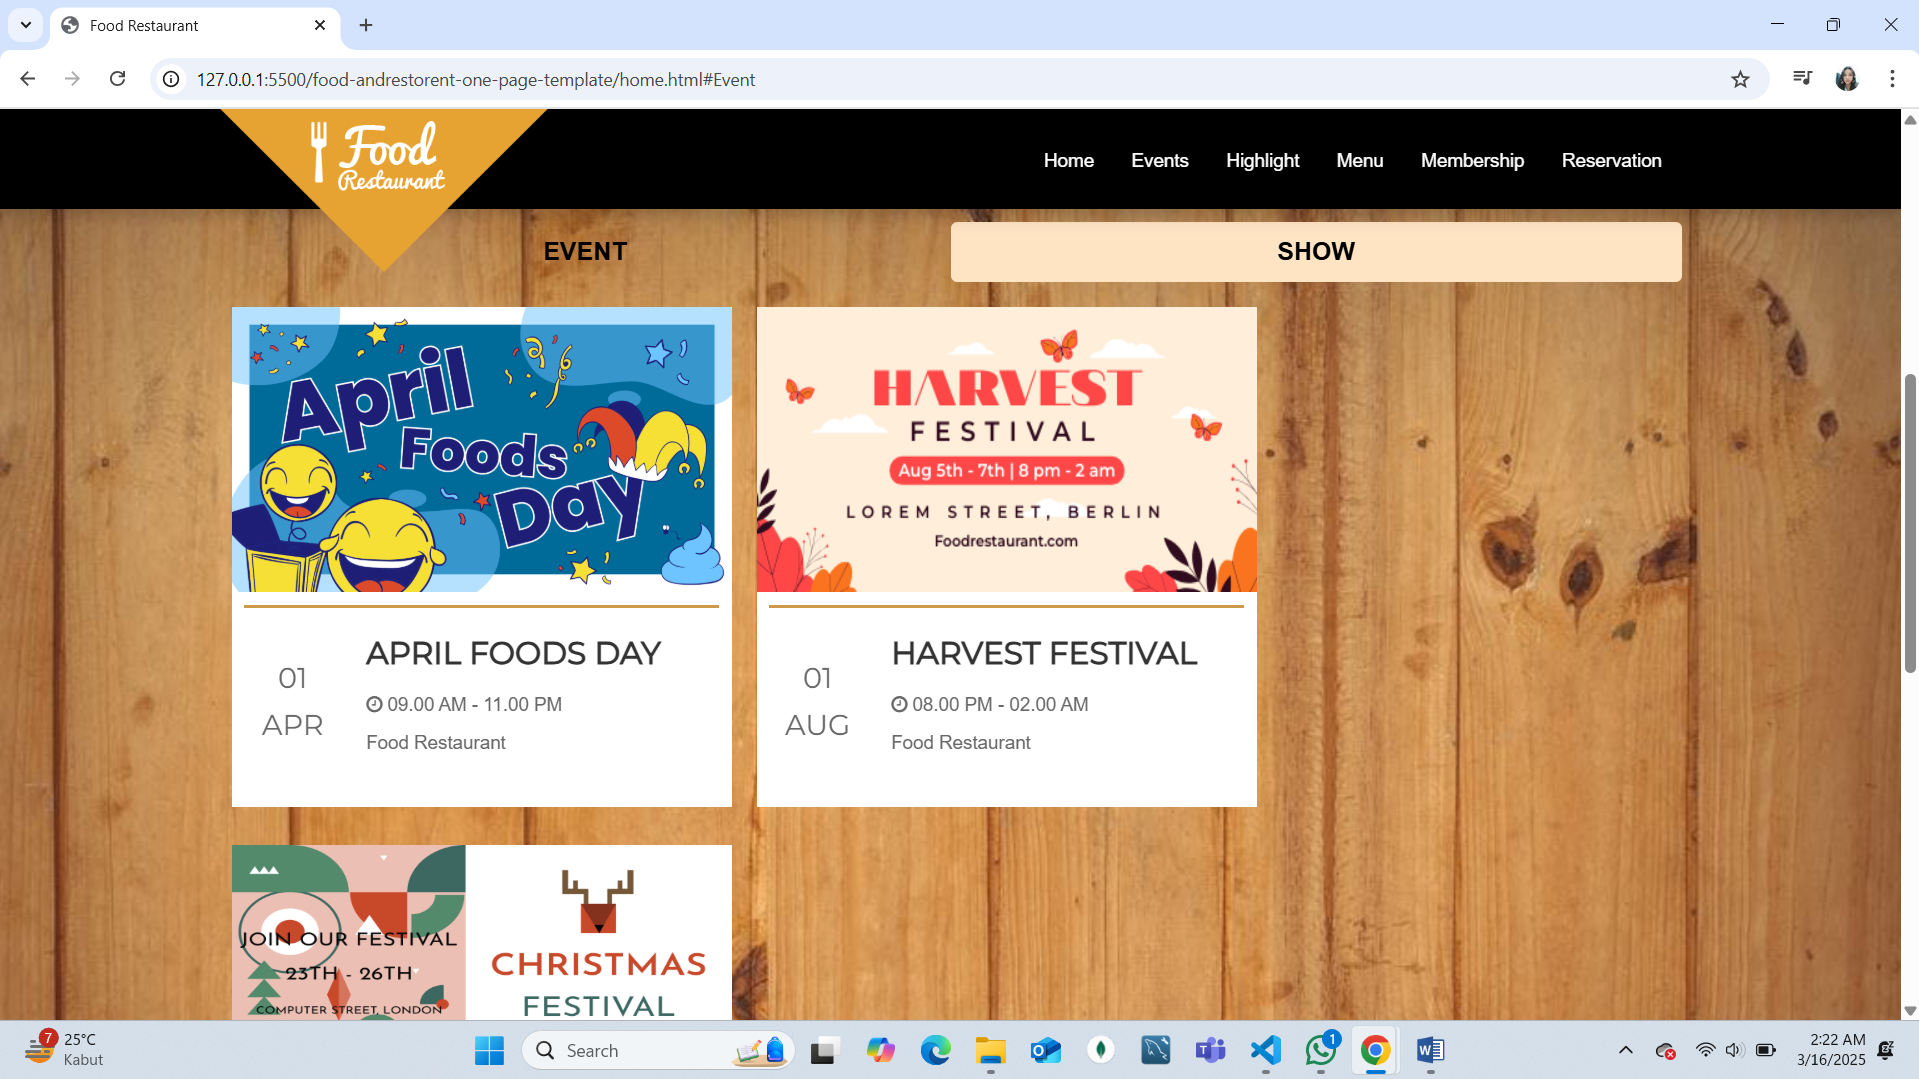 Food Restaurant
127.0.0.1:5500/food-andrestorent-one-page-template/home.html#Event
Food
Restaurant
Home Events Highlight Menu Membership Reservation
EVENT SHOW
April
Foods
Day
HARVEST
FESTIVAL
Aug 5th - 7th | 8 pm - 2 am
LOREM STREET, BERLIN
Foodrestaurant.com
01
APR
APRIL FOODS DAY
09.00 AM - 11.00 PM
Food Restaurant
01
AUG
HARVEST FESTIVAL
08.00 PM - 02.00 AM
Food Restaurant
JOIN OUR FESTIVAL
23TH - 26TH
COMPUTER STREET, LONDON
CHRISTMAS
FESTIVAL
7
25°C
Kabut
Search
1
2:22 AM
3/16/2025